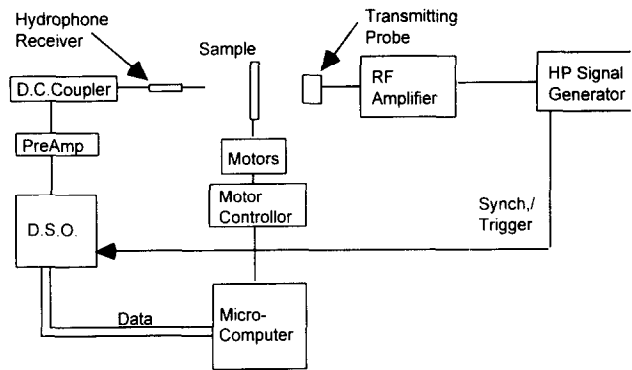 Hydrophone
Receiver
Sample
Transmitting
Probe
D.C.Coupler
RF
Amplifier
HP Signal
Generator
PreAmp
Motors
Motor
Controllor
D.S.O.
Synch,/
Trigger
Data
Micro-
Computer